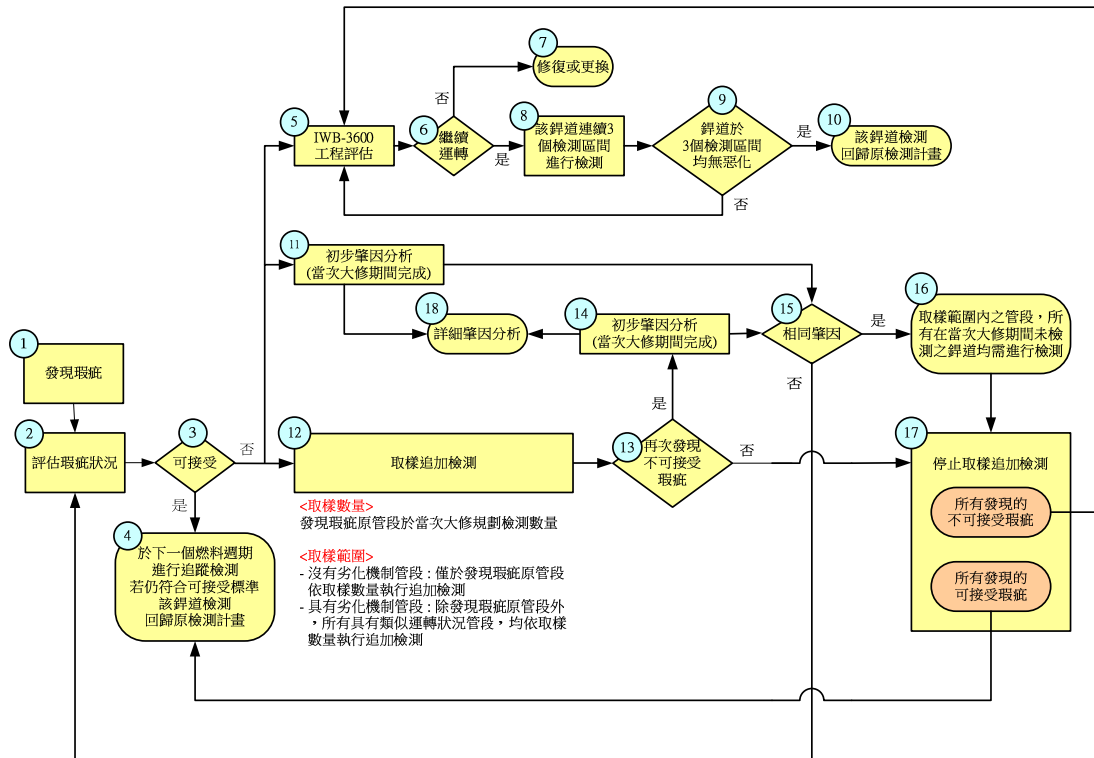 1
發現瑕疵
2
評估瑕疵狀況
3
可接受
否
是
4
於下一個燃料週期
進行追蹤檢測
若仍符合可接受標準
該銲道檢測
回歸原檢測計畫
5
IWB-3600
工程評估
6
繼續
運轉
否
是
7
修復或更換
8
該銲道連續3
個檢測區間
進行檢測
9
銲道於
3個檢測區間
均無惡化
是
否
10
該銲道檢測
回歸原檢測計畫
11
初步肇因分析
(當次大修期間完成)
12
取樣追加檢測
<取樣數量>
發現瑕疵原管段於當次大修規劃檢測數量
<取樣範圍>
- 沒有劣化機制管段 : 僅於發現瑕疵原管段
依取樣數量執行追加檢測
- 具有劣化機制管段 : 除發現瑕疵原管段外
，所有具有類似運轉狀況管段，均依取樣
數量執行追加檢測
13
再次發現
不可接受
瑕疵
是
否
14
初步肇因分析
(當次大修期間完成)
15
相同肇因
是
否
16
取樣範圍內之管段，所
有在當次大修期間未檢
測之銲道均需進行檢測
17
停止取樣追加檢測
所有發現的
不可接受瑕疵
所有發現的
可接受瑕疵
18
詳細肇因分析